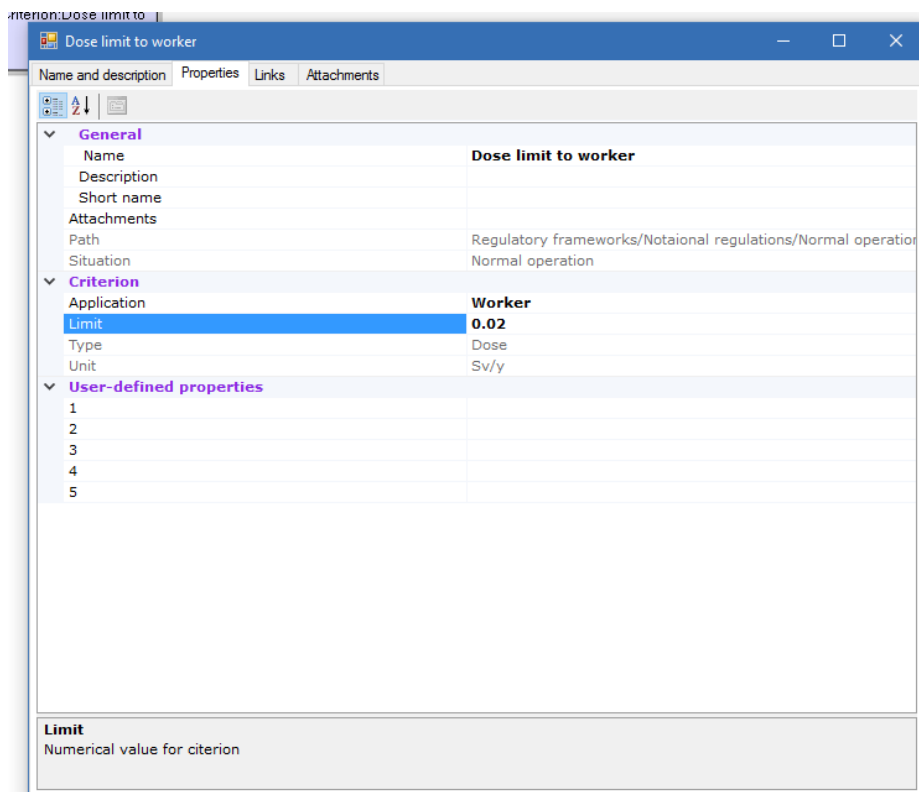 criterion:Dose limit to
Dose limit to worker
Name and description Properties Links Attachments
General
Name Dose limit to worker
Description
Short name
Attachments
Path Regulatory frameworks/Notaional regulations/Normal operation
Situation Normal operation
Criterion
Application Worker
Limit 0.02
Type Dose
Unit Sv/y
User-defined properties
1
2
3
4
5
Limit
Numerical value for citerion